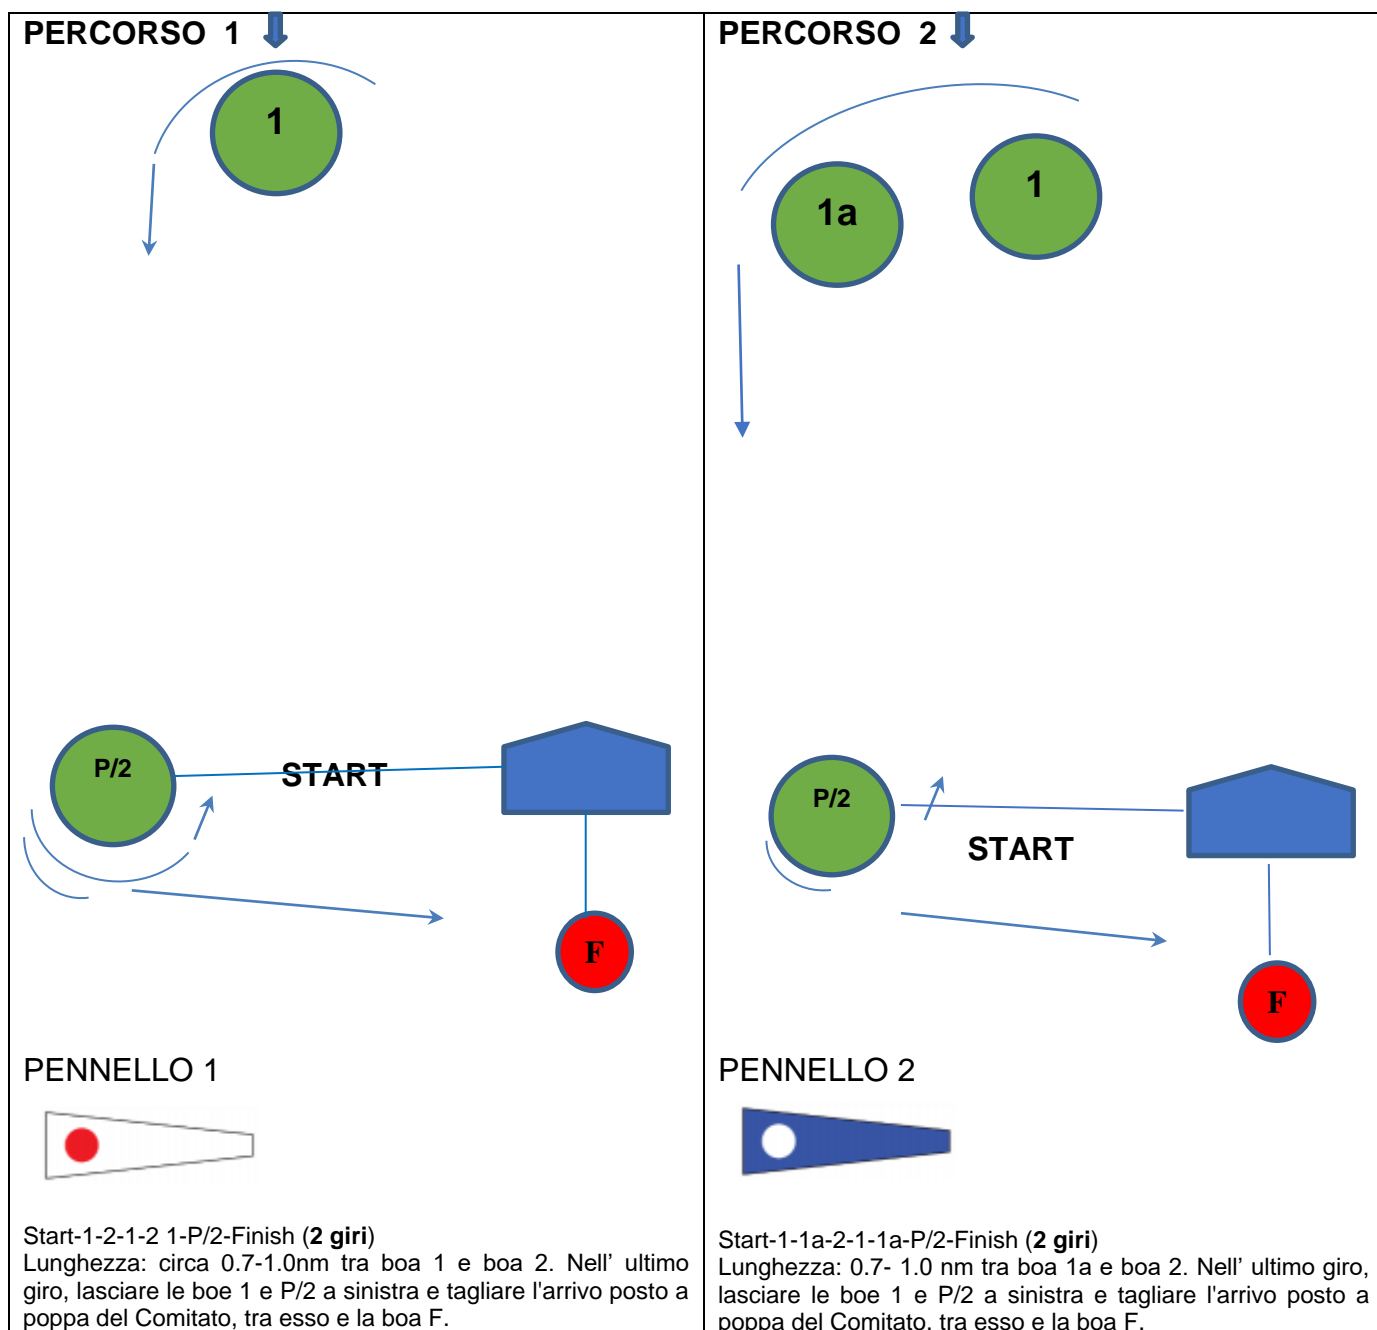 PERCORSO 1
1
P/2
START
F
PENNELLO 1
Start-1-2-1-2 1-P/2-Finish (2 giri)
Lunghezza: circa 0.7-1.0nm tra boa 1 e boa 2. Nell' ultimo
giro, lasciare le boe 1 e P/2 a sinistra e tagliare l'arrivo posto a
poppa del Comitato, tra esso e la boa F.
PERCORSO 2
1a
1
P/2
START
F
PENNELLO 2
Start-1-1a-2-1-1a-P/2-Finish (2 giri)
Lunghezza: 0.7- 1.0 nm tra boa 1a e boa 2. Nell' ultimo giro,
lasciare le boe 1 e P/2 a sinistra e tagliare l'arrivo posto a
poppa del Comitato, tra esso e la boa F.